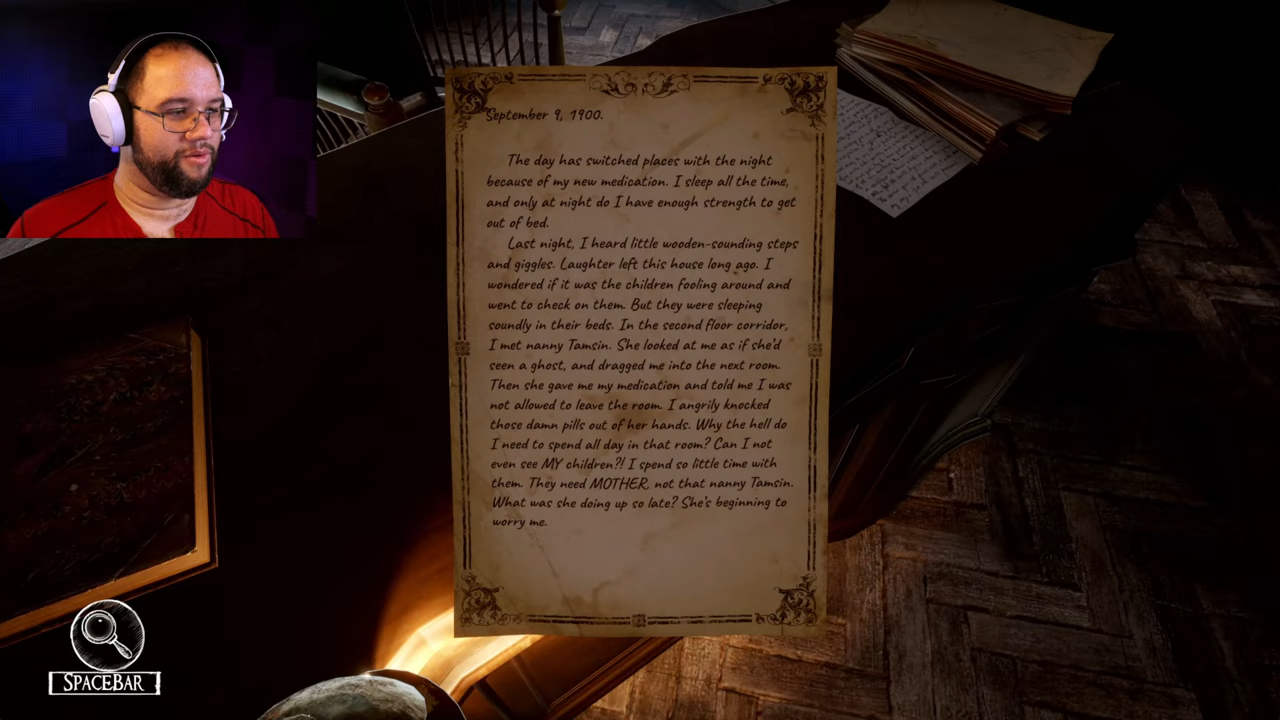 September 9, 1900.
The day has switched places with the night
because of my new medication. I sleep all the time,
and only at night do I have enough strength to get
out of bed.
Last night, I heard little wooden-sounding steps
and giggles. Laughter left this house long ago. I
wondered if it was the children fooling around and
went to check on them. But they were sleeping
soundly in their beds. In the second floor corridor,
I met nanny Tamsin. She looked at me as if she'd
seen a ghost, and dragged me into the next room.
Then she gave me my medication and told me I was
not allowed to leave the room. I angrily knocked
those damn pills out of her hands. Why the hell do
I need to spend all day in that room? Can I not
even see MY children?! I spend so little time with
them. They need MOTHER, not that nanny Tamsin.
What was she doing up so late? She's beginning to
worry me.
SPACEBAR